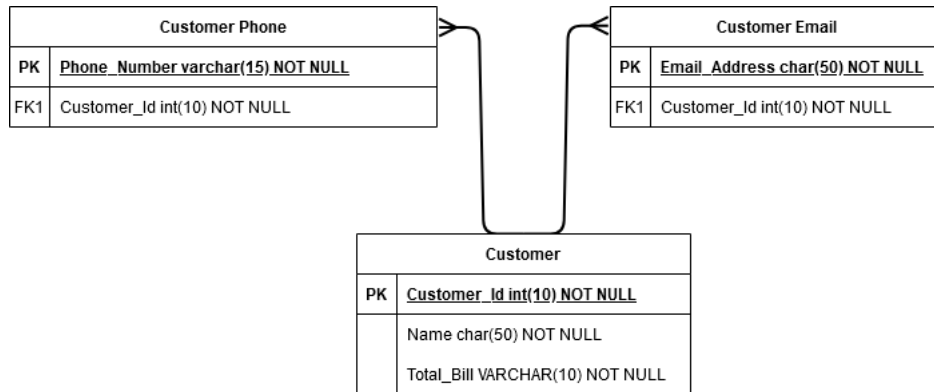 Customer Phone
PK Phone_Number varchar(15) NOT NULL
FK1 Customer_Id int(10) NOT NULL
Customer Email
PK Email_Address char(50) NOT NULL
FK1 Customer_Id int(10) NOT NULL
Customer
PK Customer_Id int(10) NOT NULL
Name char(50) NOT NULL
Total_Bill VARCHAR(10) NOT NULL